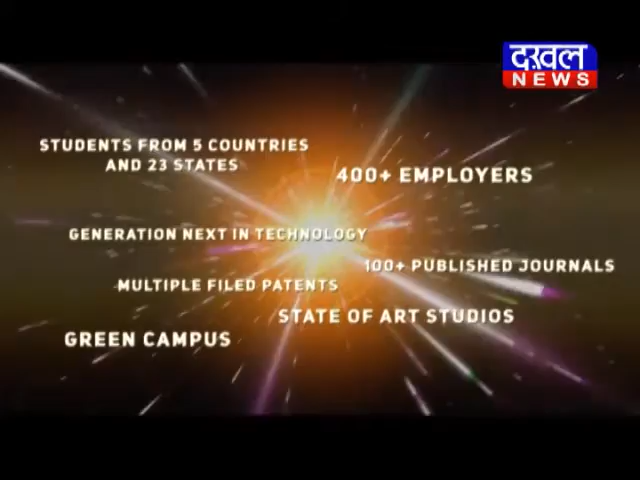 दख़ल
NEWS
STUDENTS FROM 5 COUNTRIES
AND 23 STATES
400+ EMPLOYERS
GENERATION NEXT IN TECHNOLOGY
100+ PUBLISHED JOURNALS
MULTIPLE FILED PATENTS
STATE OF ART STUDIOS
GREEN CAMPUS